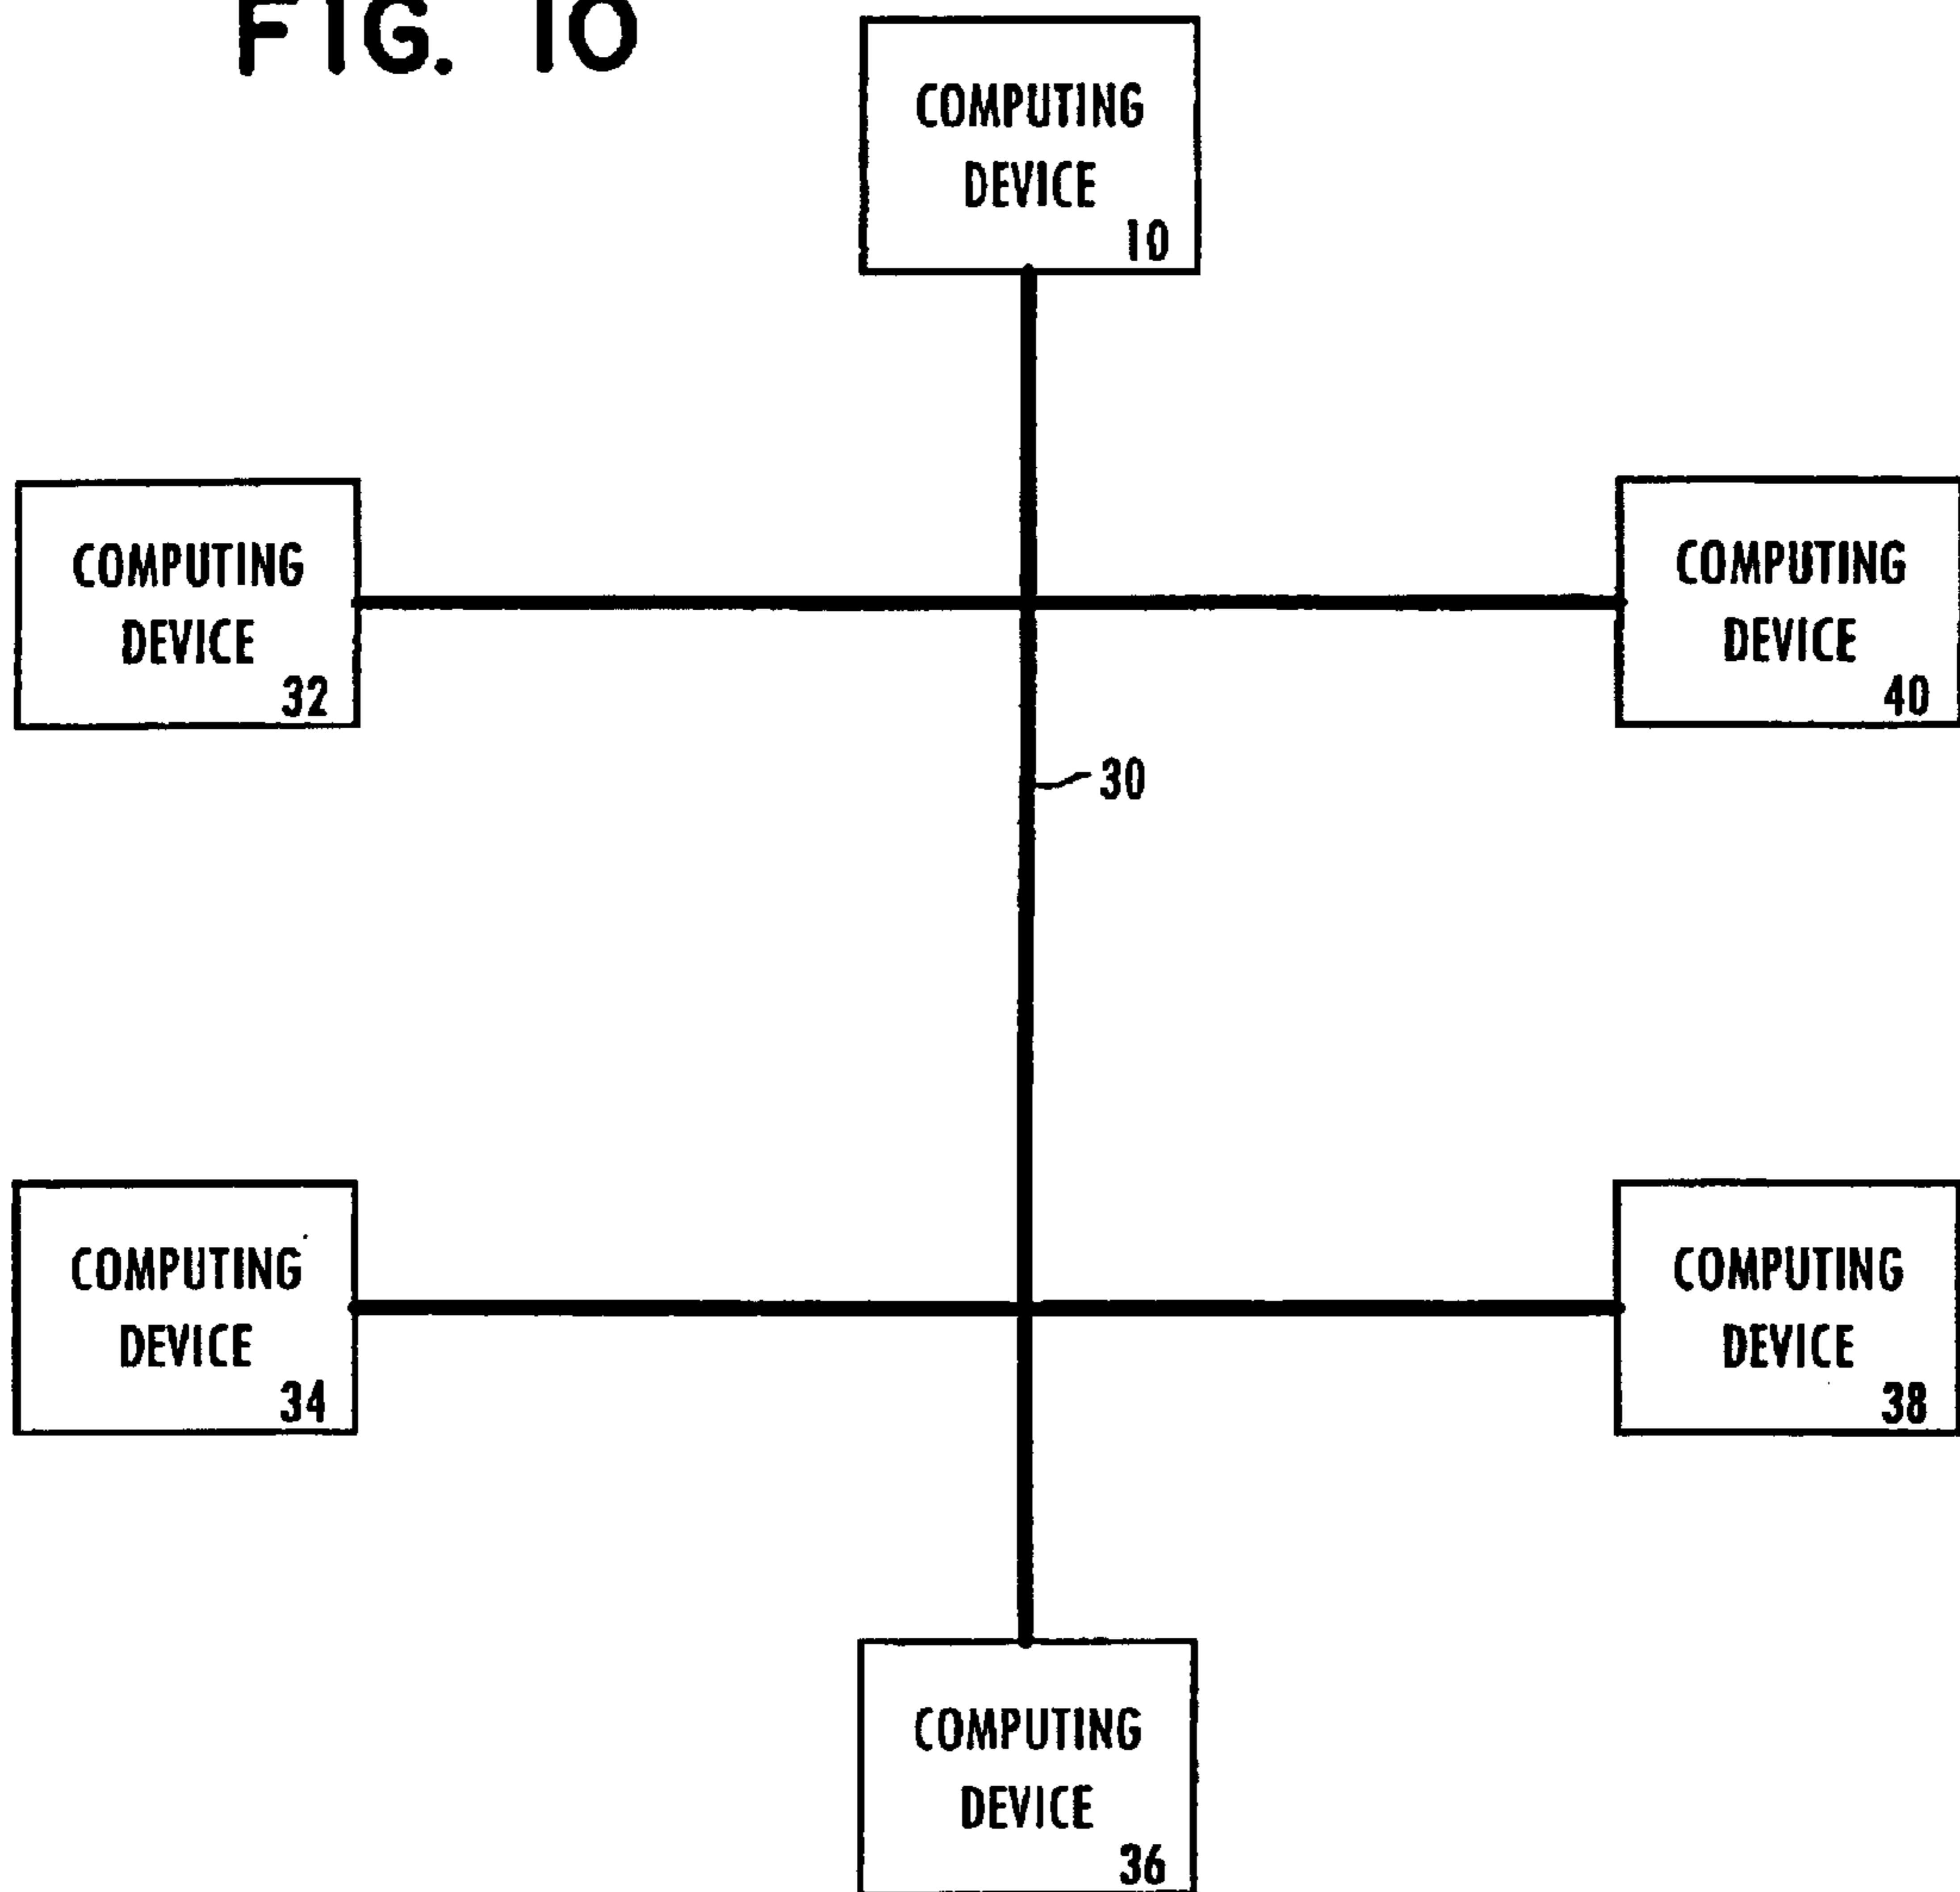 FIG. 10
COMPUTING
DEVICE
10
COMPUTING
DEVICE
32
COMPUTING
DEVICE
40
30
COMPUTING
DEVICE
34
COMPUTING
DEVICE
38
COMPUTING
DEVICE
36